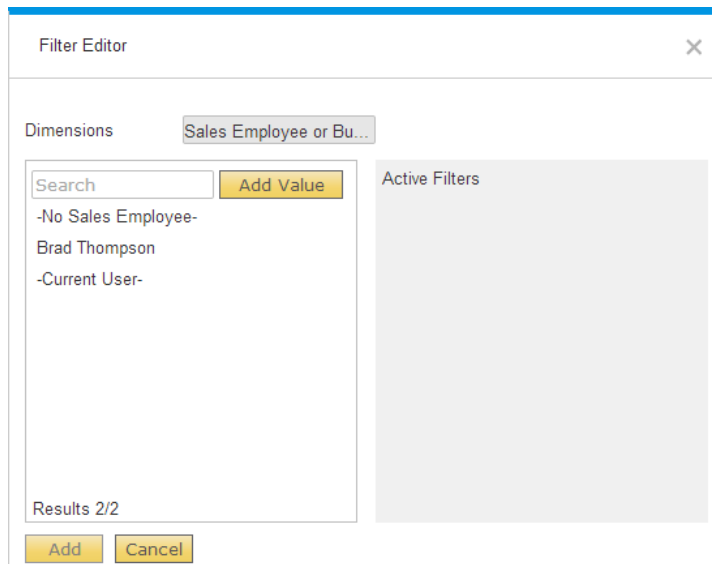 Filter Editor
Dimensions
Sales Employee or Bu...
Search
Add Value
-No Sales Employee-
Brad Thompson
-Current User-
Results 2/2
Active Filters
Add
Cancel